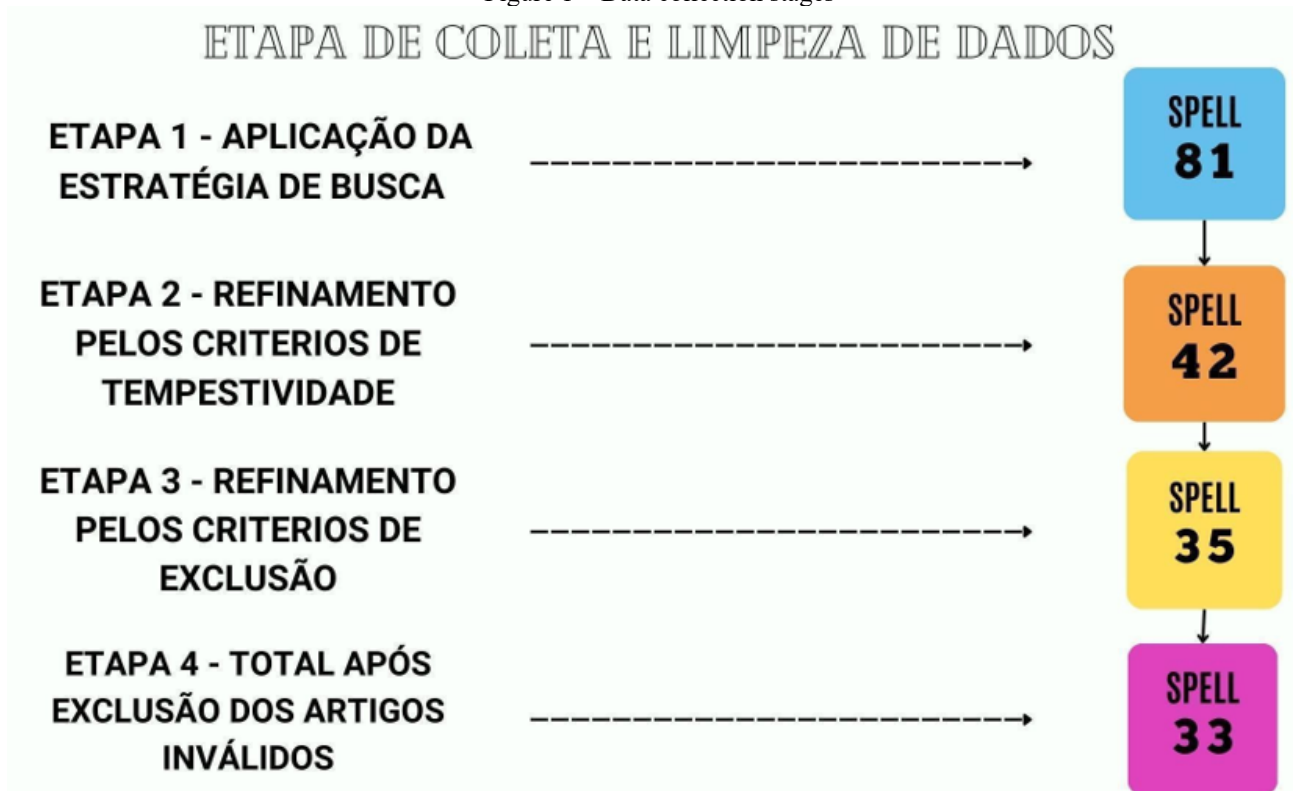 ETAPA DE COLETA E LIMPEZA DE DADOS
ETAPA 1 - APLICAÇÃO DA
ESTRATÉGIA DE BUSCA
SPELL
81
ETAPA 2 - REFINAMENTO
PELOS CRITERIOS DE
TEMPESTIVIDADE
SPELL
42
ETAPA 3 - REFINAMENTO
PELOS CRITERIOS DE
EXCLUSÃO
SPELL
35
ETAPA 4 - TOTAL APÓS
EXCLUSÃO DOS ARTIGOS
INVÁLIDOS
SPELL
33